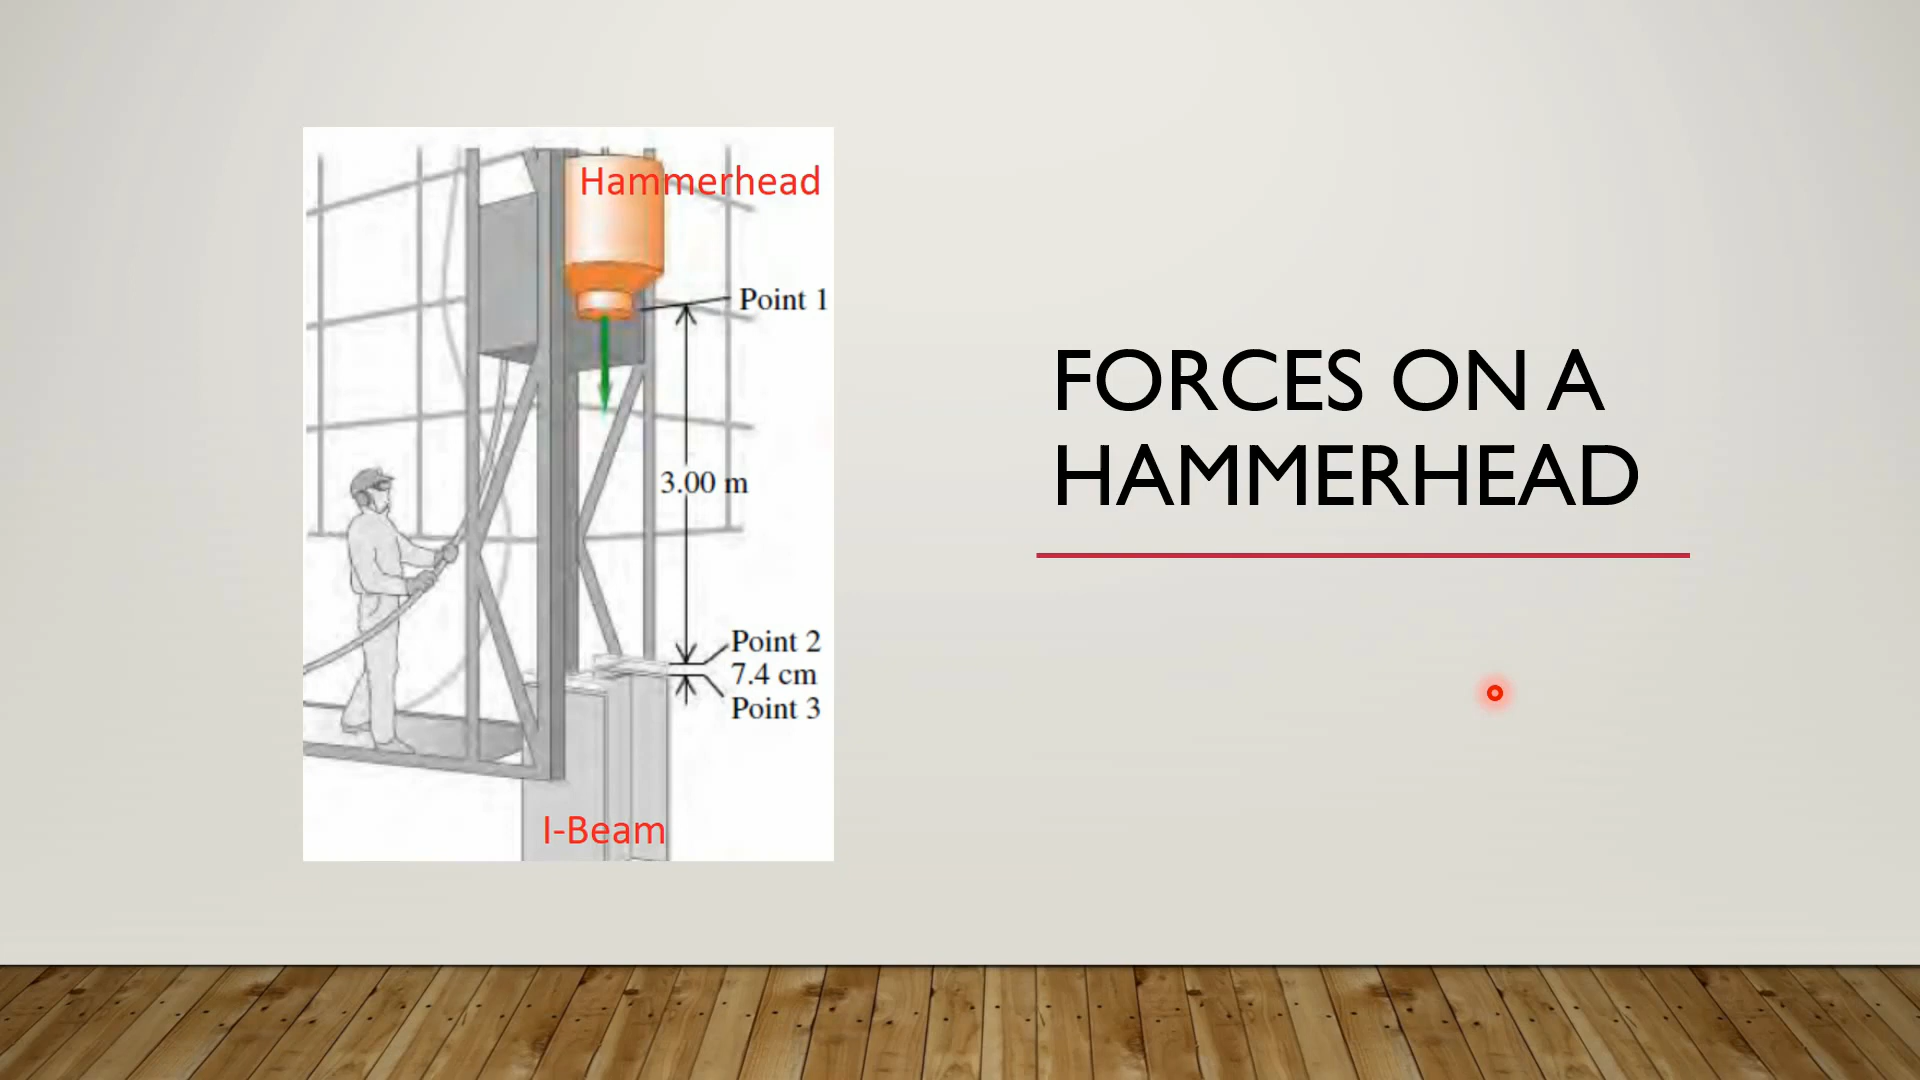 Hammerhead
Point 1
3.00 m
Point 2
7.4 cm
Point 3
I-Beam
FORCES ON A
HAMMERHEAD